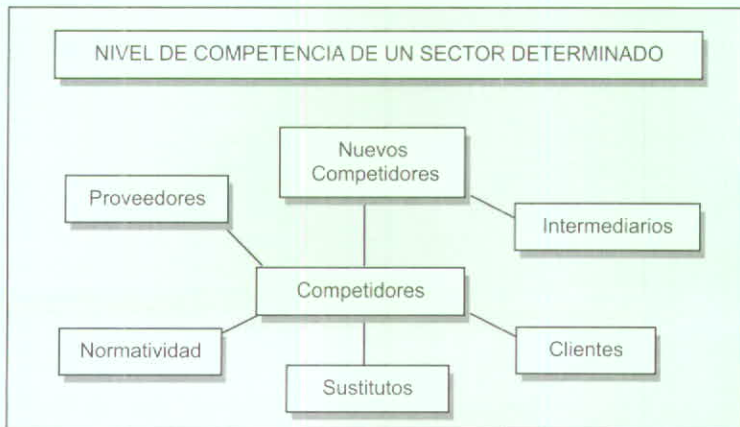 NIVEL DE COMPETENCIA DE UN SECTOR DETERMINADO
Nuevos
Competidores
Proveedores
Intermediarios
Competidores
Normatividad
Clientes
Sustitutos